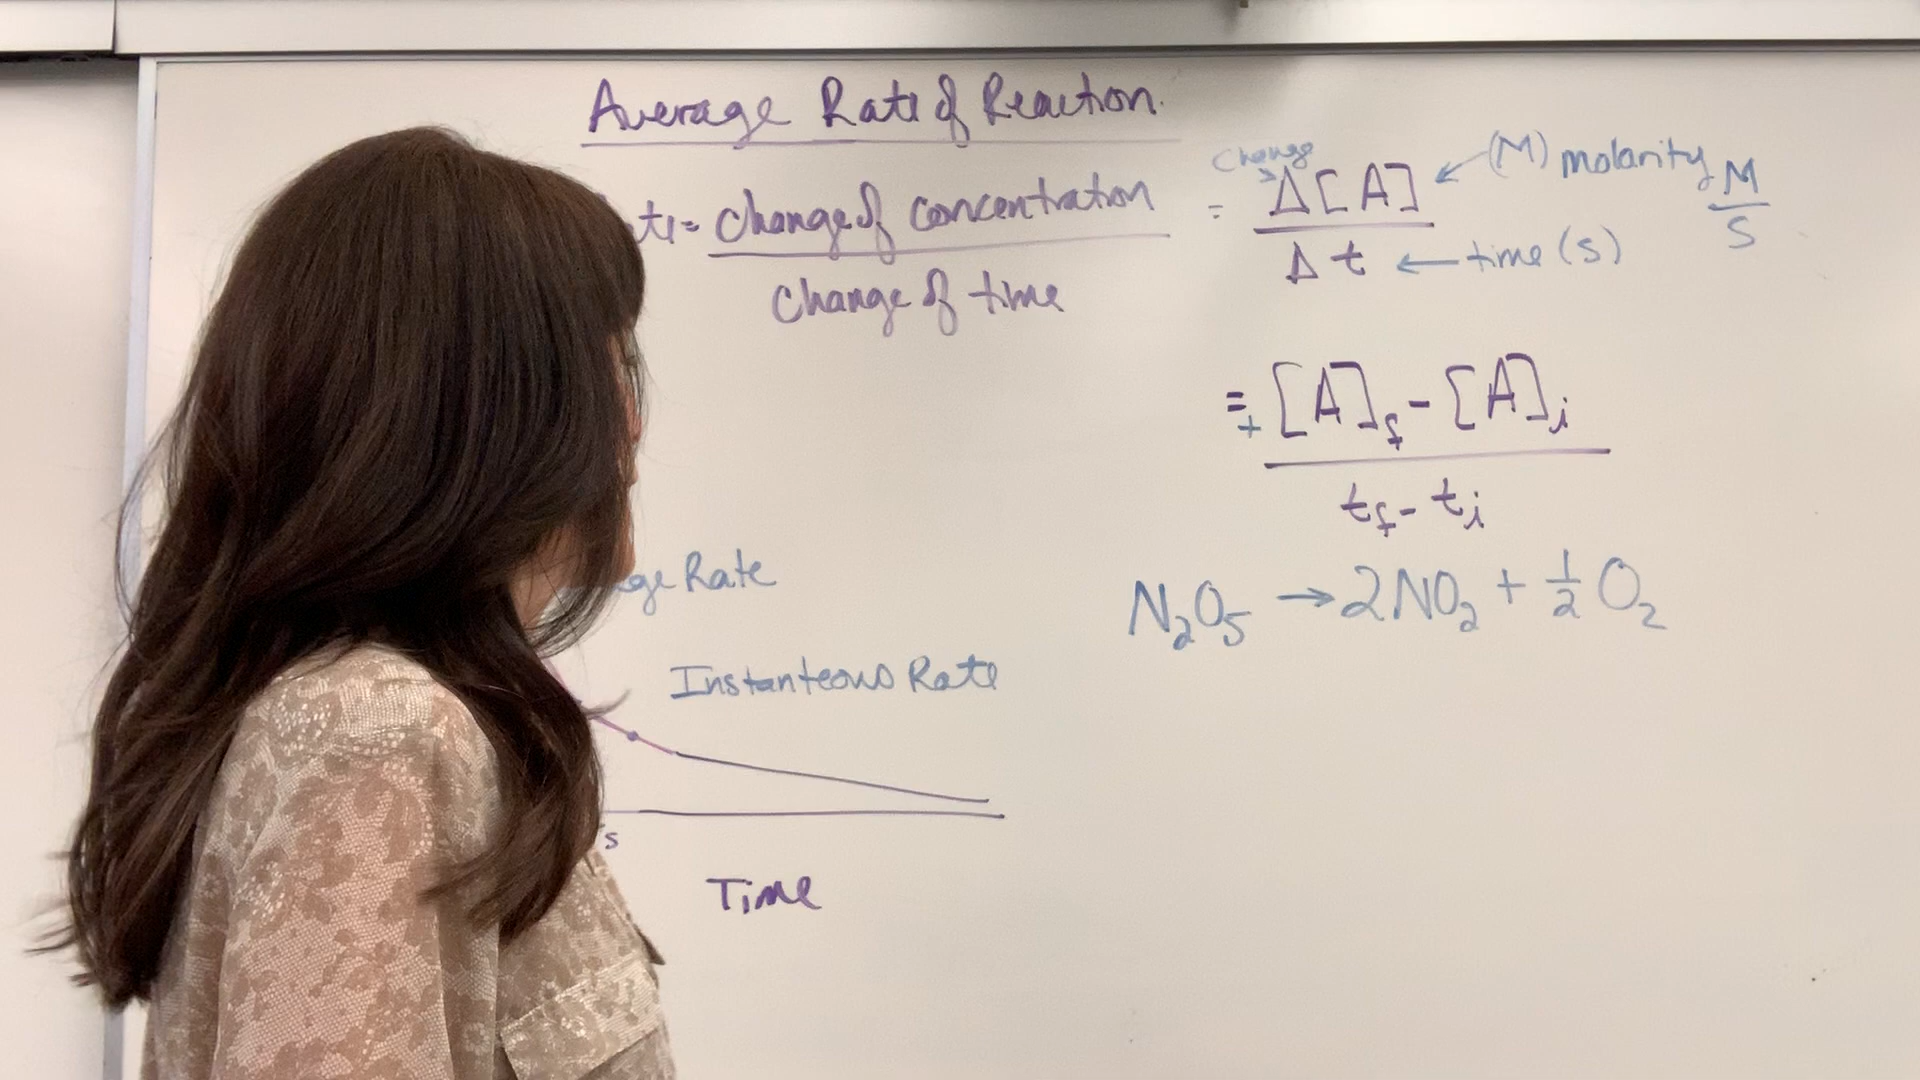 Average Rate of Reaction.
= change of concentration
change of time
= Δ[A]
Δt
change
(M) molarity
M
S
← time (s)
= + [A]f - [A]i
tf - ti
N₂O₅ → 2NO₂ + ½ O₂
Rate
Instanteous Rate
s
Time